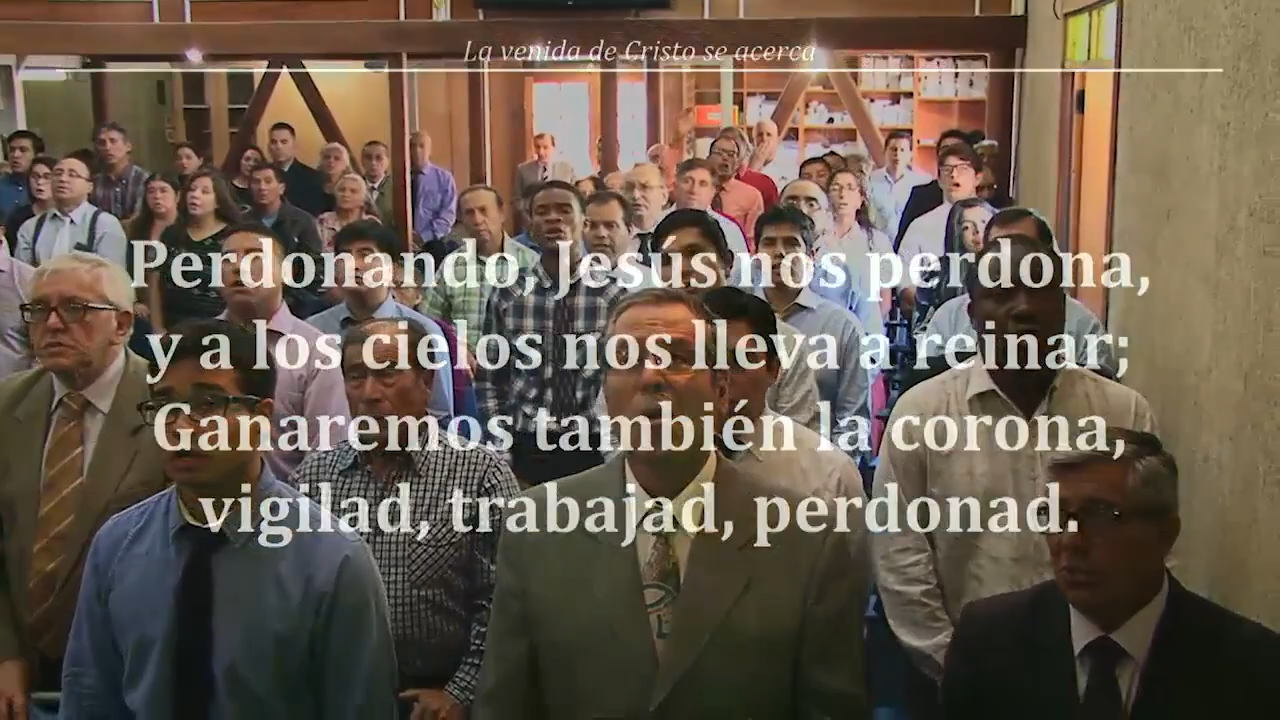 La venida de Cristo se acerca
Perdonando, Jesús nos perdona,
y a los cielos nos lleva a reinar;
Ganaremos también la corona,
vigilad, trabajad, perdonad.